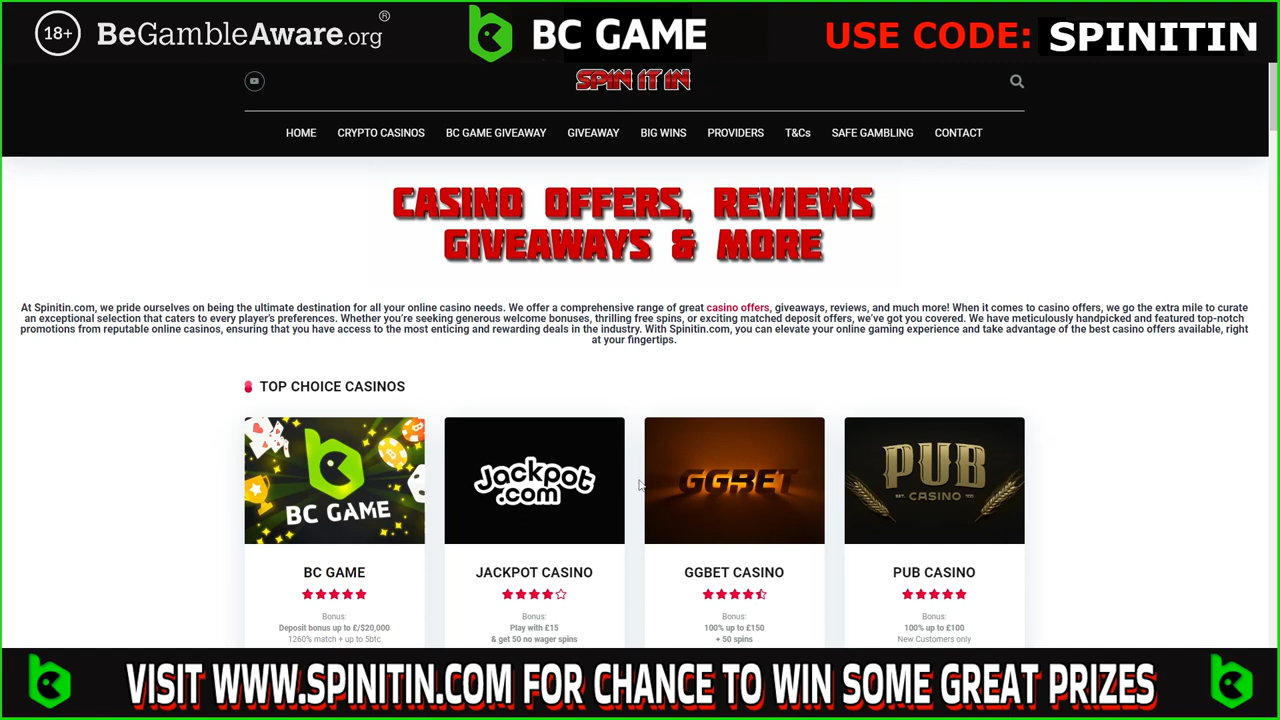 18+ BeGambleAware.org®
BC GAME
USE CODE: SPINITIN
SPIN IT IN
HOME CRYPTO CASINOS BC GAME GIVEAWAY GIVEAWAY BIG WINS PROVIDERS T&Cs SAFE GAMBLING CONTACT
CASINO OFFERS, REVIEWS
GIVEAWAYS & MORE
At Spinitin.com, we pride ourselves on being the ultimate destination for all your online casino needs. We offer a comprehensive range of great casino offers, giveaways, reviews, and much more! When it comes to casino offers, we go the extra mile to curate
an exceptional selection that caters to every player's preferences. Whether you're seeking generous welcome bonuses, thrilling free spins, or exciting matched deposit offers, we've got you covered. We have meticulously handpicked and featured top-notch
promotions from reputable online casinos, ensuring that you have access to the most enticing and rewarding deals in the industry. With Spinitin.com, you can elevate your online gaming experience and take advantage of the best casino offers available, right
at your fingertips.
TOP CHOICE CASINOS
BC GAME
Jackpot
.com
GGBET
PUB
EST. CASINO
BC GAME JACKPOT CASINO GGBET CASINO PUB CASINO
Bonus: Bonus: Bonus: Bonus:
Deposit bonus up to £/$20,000 Play with £15 100% up to £150 100% up to £100
1260% match + up to 5btc & get 50 no wager spins + 50 spins New Customers only
VISIT WWW.SPINITIN.COM FOR CHANCE TO WIN SOME GREAT PRIZES